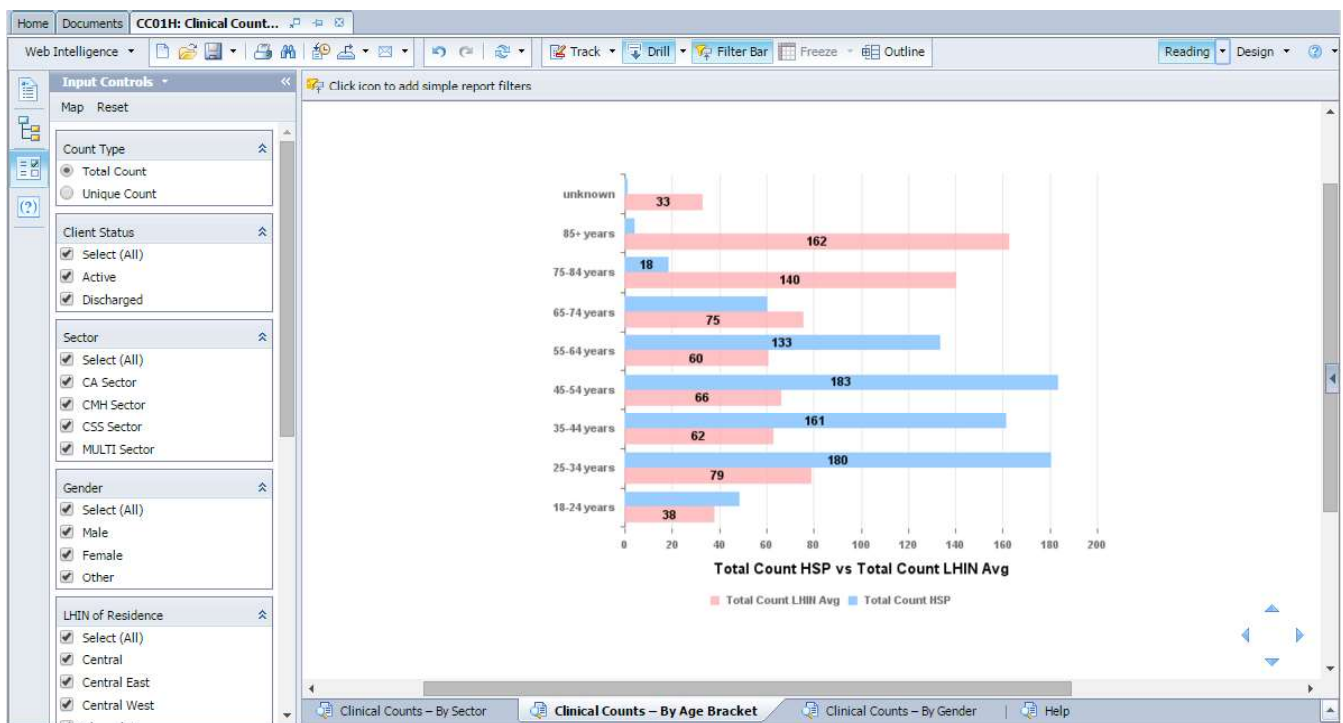 Home Documents CC01H: Clinical Count...
Web Intelligence Track Drill Filter Bar Freeze Outline Reading Design
Input Controls
Click icon to add simple report filters
Map Reset
Count Type
Total Count
Unique Count
Client Status
Select (All)
Active
Discharged
Sector
Select (All)
CA Sector
CMH Sector
CSS Sector
MULTI Sector
Gender
Select (All)
Male
Female
Other
LHIN of Residence
Select (All)
Central
Central East
Central West
unknown
33
85+ years
162
18
75-84 years
140
65-74 years
75
133
55-64 years
60
183
45-54 years
66
161
35-44 years
62
180
25-34 years
79
18-24 years
38
0 20 40 60 80 100 120 140 160 180 200
Total Count HSP vs Total Count LHIN Avg
Total Count LHIN Avg Total Count HSP
Clinical Counts – By Sector Clinical Counts – By Age Bracket Clinical Counts – By Gender Help